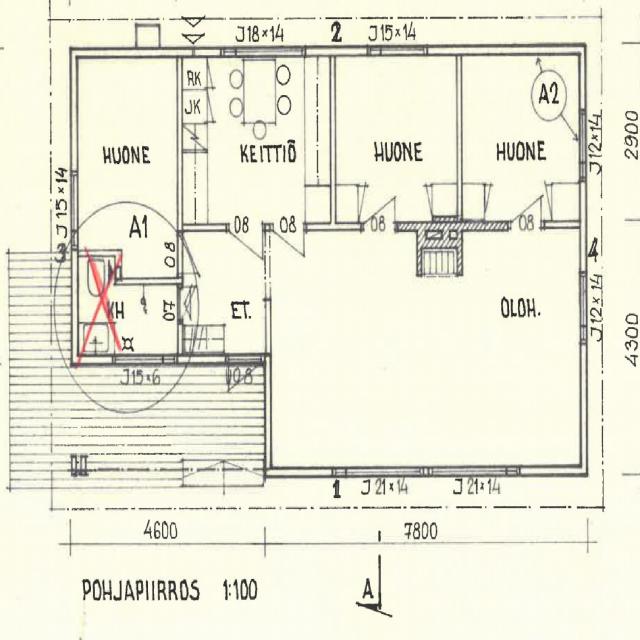 J18×14
2
J15×14
RK
JK
HUONE
KEITTIÖ
HUONE
HUONE
A2
2900
J12×14
J15×14
A1
08
08
08
08
08
3
4
KH
07
ET.
OLOH.
J12×14
4300
J15×6
08
1
J21×14
J21×14
4600
7800
POHJAPIIRROS 1:100
A